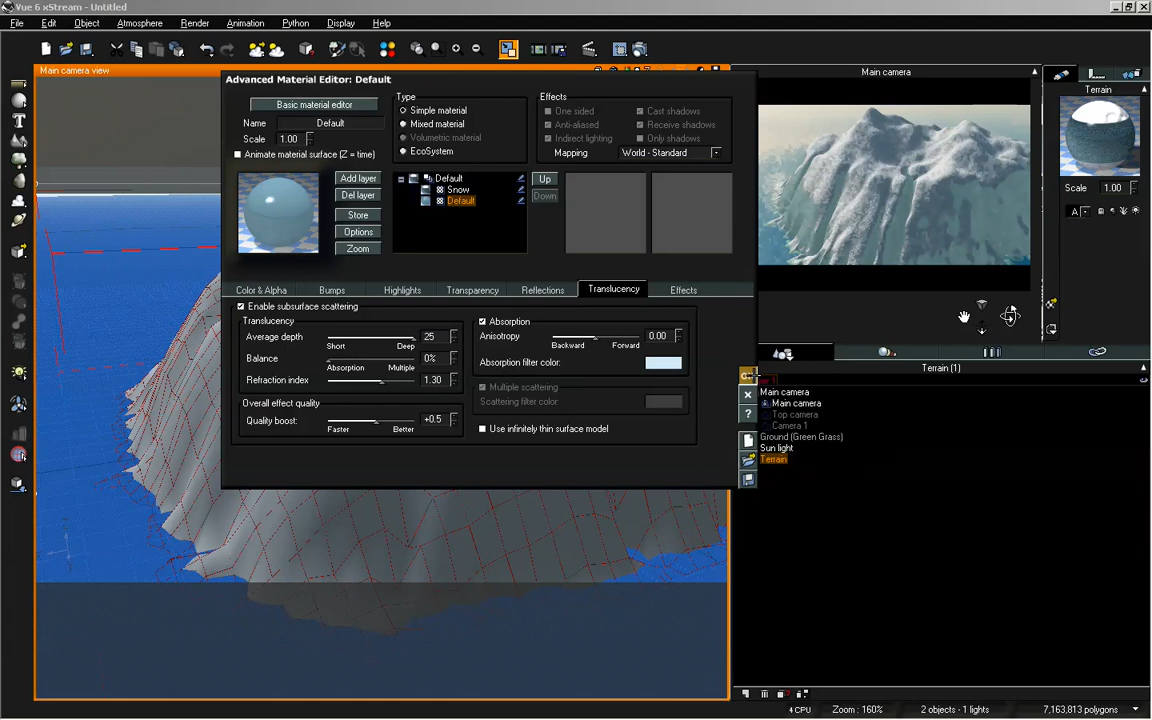 Vue 6 xStream - Untitled
File Edit Object Atmosphere Render Animation Python Display Help
Main camera view
Advanced Material Editor: Default
Basic material editor
Name Default
Scale 1.00
Animate material surface (Z = time)
Type
Simple material
Mixed material
Volumetric material
EcoSystem
Effects
One sided Cast shadows
Anti-aliased Receive shadows
Indirect lighting Only shadows
Mapping World - Standard
Add layer
Del layer
Store
Options
Zoom
Default
Snow
Default
Up
Down
Color & Alpha Bumps Highlights Transparency Reflections Translucency Effects
Enable subsurface scattering
Translucency
Average depth 25
Short Deep
Balance 0%
Absorption Multiple
Refraction index 1.30
Overall effect quality
Quality boost: +0.5
Faster Better
Absorption
Anisotropy 0.00
Backward Forward
Absorption filter color:
Multiple scattering
Scattering filter color:
Use infinitely thin surface model
?
Main camera
Terrain
Scale 1.00
A
Terrain (1)
Main camera
Main camera
Top camera
Camera 1
Ground (Green Grass)
Sun light
Terrain
4 CPU Zoom : 160% 2 objects - 1 lights 7,163,813 polygons